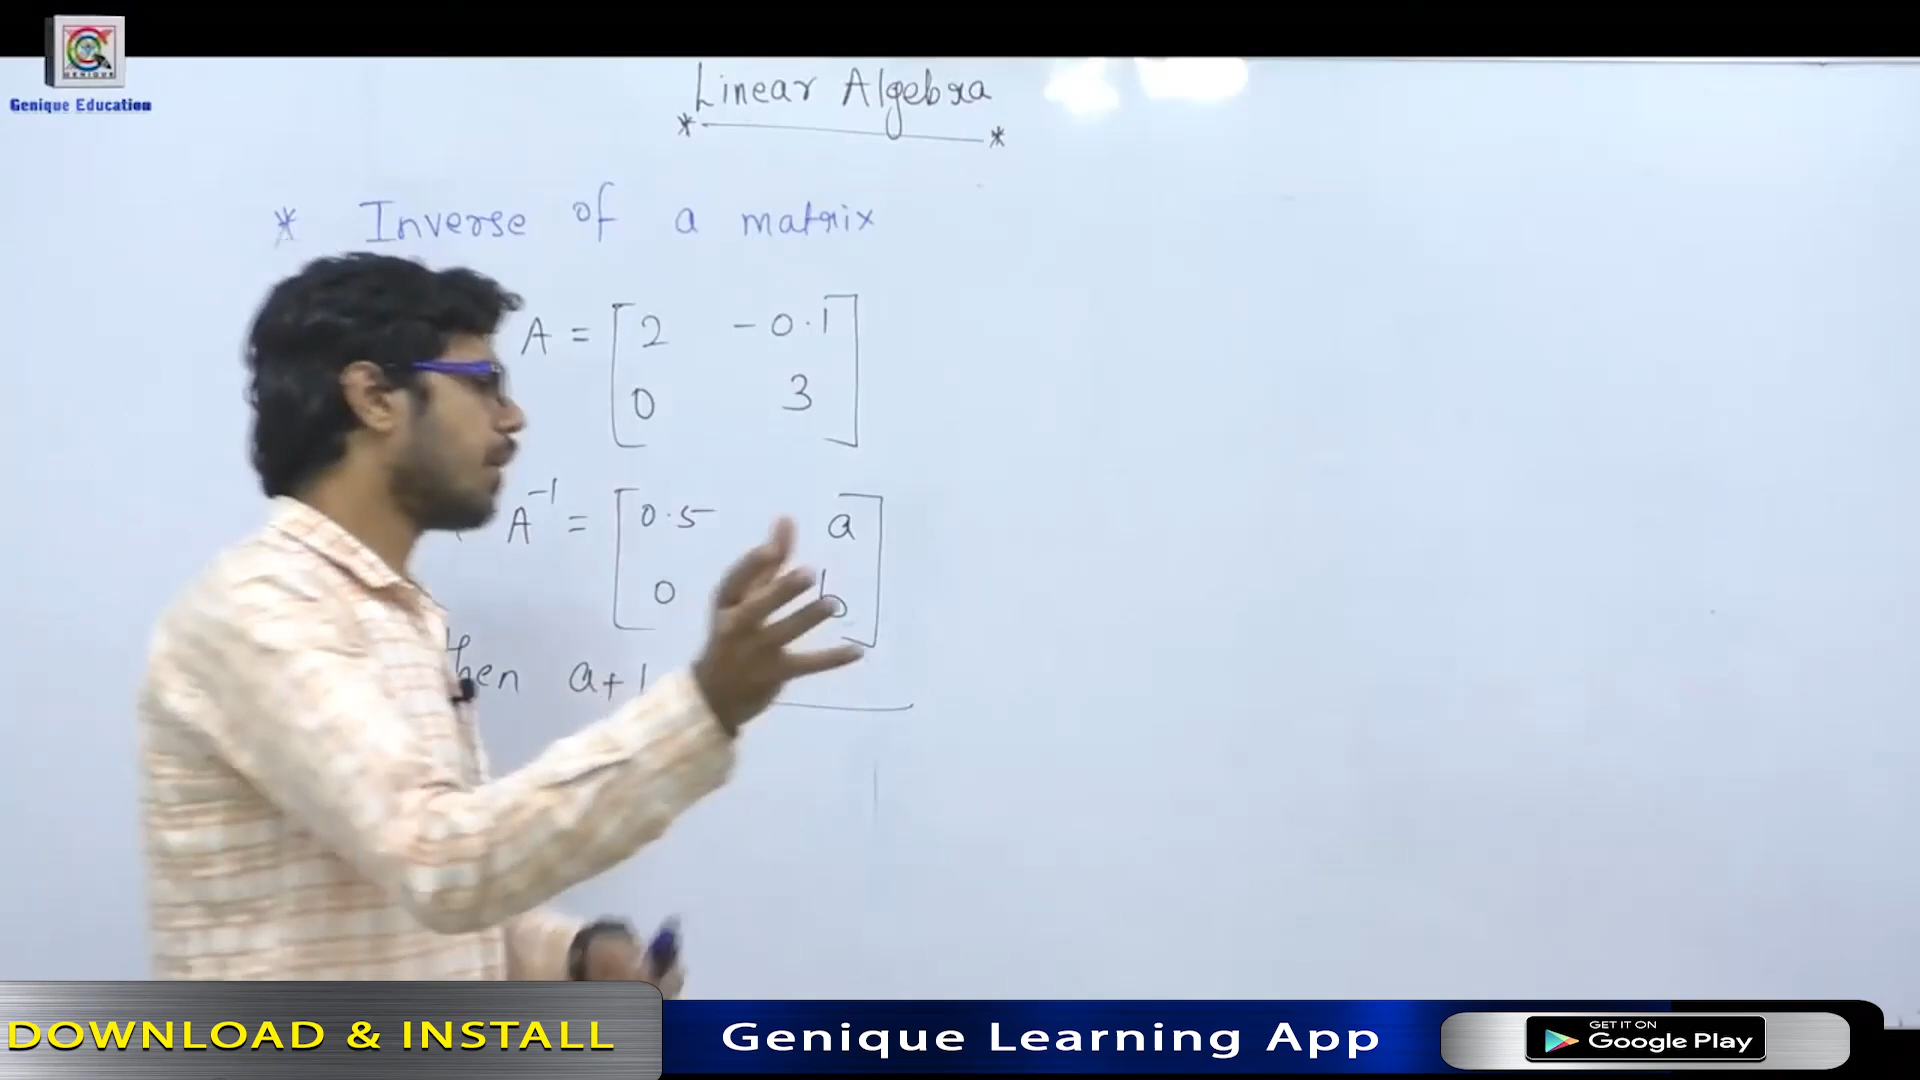 GENIQUE
Genique Education
Linear Algebra
* *
* Inverse of a matrix
A = [ 2 - 0.1
0 3 ]
A⁻¹ = [ 0.5 a
0 b ]
then a+
DOWNLOAD & INSTALL
Genique Learning App
GET IT ON
Google Play